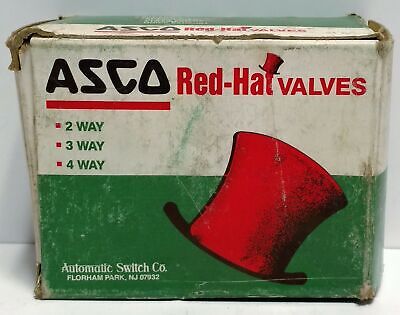 ASCO Red-Hat VALVES
2 WAY
3 WAY
4 WAY
Automatic Switch Co.
FLORHAM PARK, NJ 07932